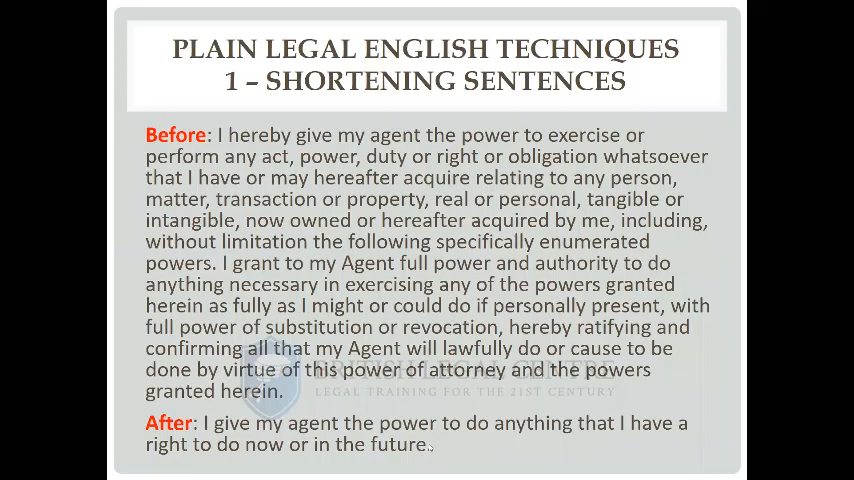 PLAIN LEGAL ENGLISH TECHNIQUES
1 – SHORTENING SENTENCES
Before: I hereby give my agent the power to exercise or
perform any act, power, duty or right or obligation whatsoever
that I have or may hereafter acquire relating to any person,
matter, transaction or property, real or personal, tangible or
intangible, now owned or hereafter acquired by me, including,
without limitation the following specifically enumerated
powers. I grant to my Agent full power and authority to do
anything necessary in exercising any of the powers granted
herein as fully as I might or could do if personally present, with
full power of substitution or revocation, hereby ratifying and
confirming all that my Agent will lawfully do or cause to be
done by virtue of this power of attorney and the powers
granted herein.
BRITISH LEGAL CENTRE
LEGAL TRAINING FOR THE 21ST CENTURY
After: I give my agent the power to do anything that I have a
right to do now or in the future.